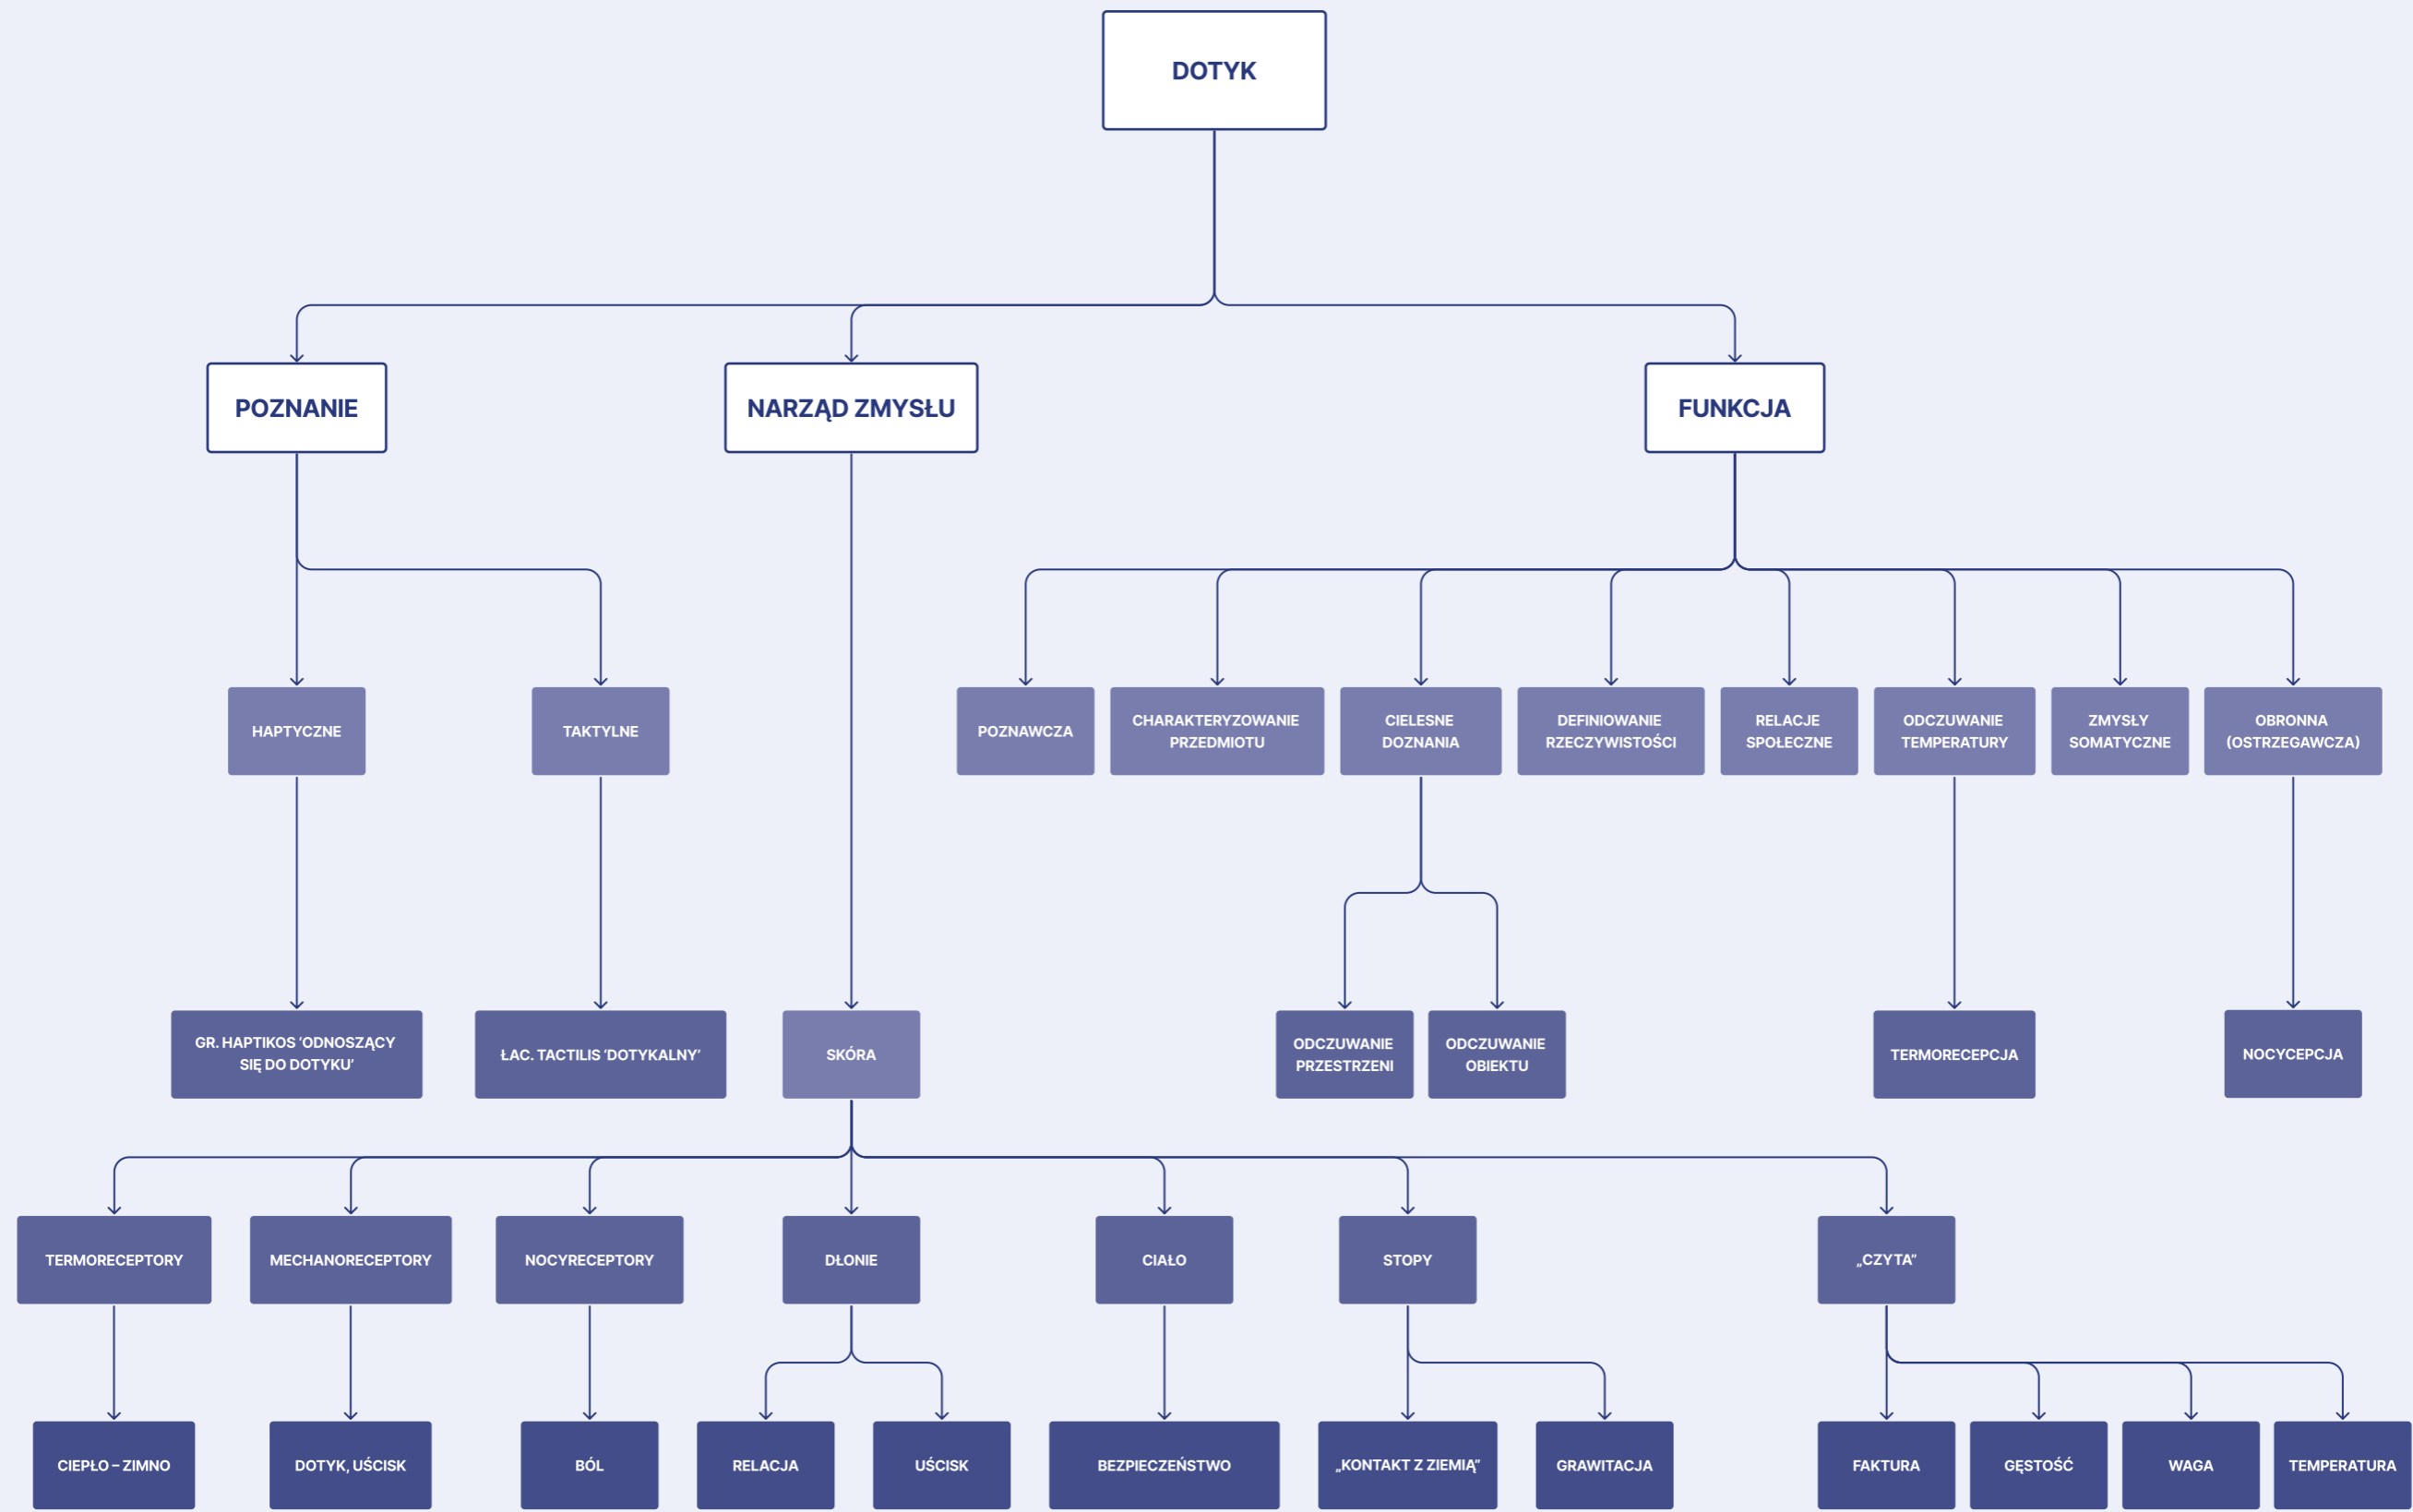 DOTYK
POZNANIE
NARZĄD ZMYSŁU
FUNKCJA
HAPTYCZNE
TAKTYLNE
POZNAWCZA
CHARAKTERYZOWANIE
PRZEDMIOTU
CIELESNE
DOZNANIA
DEFINIOWANIE
RZECZYWISTOŚCI
RELACJE
SPOŁECZNE
ODCZUWANIE
TEMPERATURY
ZMYSŁY
SOMATYCZNE
OBRONNA
(OSTRZEGAWCZA)
GR. HAPTIKOS ’ODNOSZĄCY
SIĘ DO DOTYKU’
ŁAC. TACTILIS ’DOTYKALNY’
SKÓRA
ODCZUWANIE
PRZESTRZENI
ODCZUWANIE
OBIEKTU
TERMORECEPCJA
NOCYCEPCJA
TERMORECEPTORY
MECHANORECEPTORY
NOCYRECEPTORY
DŁONIE
CIAŁO
STOPY
„CZYTA”
CIEPŁO – ZIMNO
DOTYK, UŚCISK
BÓL
RELACJA
UŚCISK
BEZPIECZEŃSTWO
„KONTAKT Z ZIEMIĄ”
GRAWITACJA
FAKTURA
GĘSTOŚĆ
WAGA
TEMPERATURA